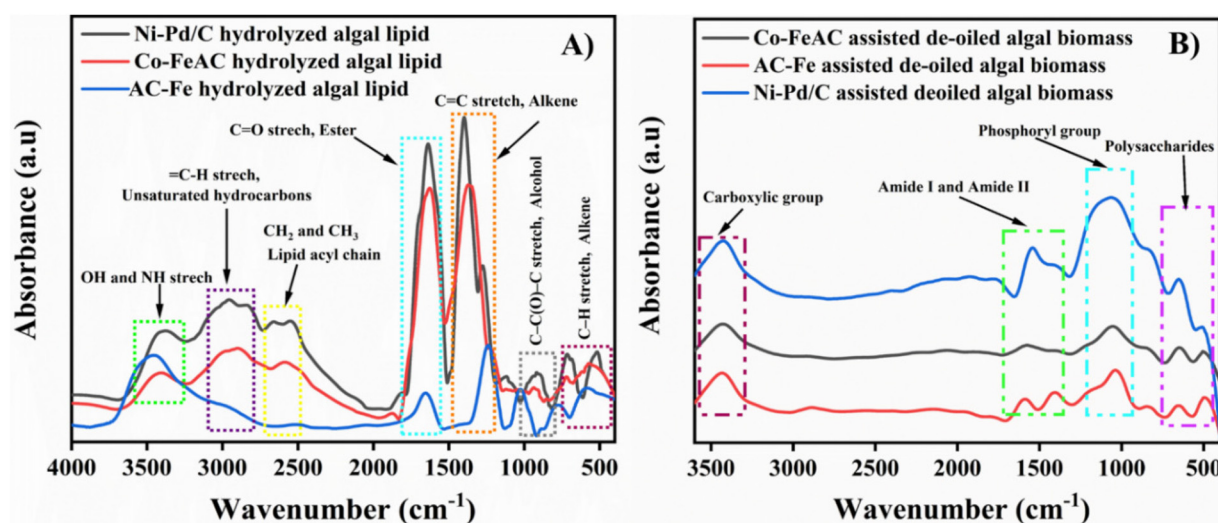 A)
Ni-Pd/C hydrolyzed algal lipid
Co-FeAC hydrolyzed algal lipid
AC-Fe hydrolyzed algal lipid
C=C stretch, Alkene
C=O strech, Ester
=C-H strech,
Unsaturated hydrocarbons
CH₂ and CH₃
Lipid acyl chain
OH and NH strech
C–C(O)–C stretch, Alcohol
C–H stretch, Alkene
Absorbance (a.u)
4000 3500 3000 2500 2000 1500 1000 500
Wavenumber (cm⁻¹)
B)
Co-FeAC assisted de-oiled algal biomass
AC-Fe assisted de-oiled algal biomass
Ni-Pd/C assisted deoiled algal biomass
Phosphoryl group
Polysaccharides
Amide I and Amide II
Carboxylic group
Absorbance (a.u)
3500 3000 2500 2000 1500 1000 500
Wavenumber (cm⁻¹)